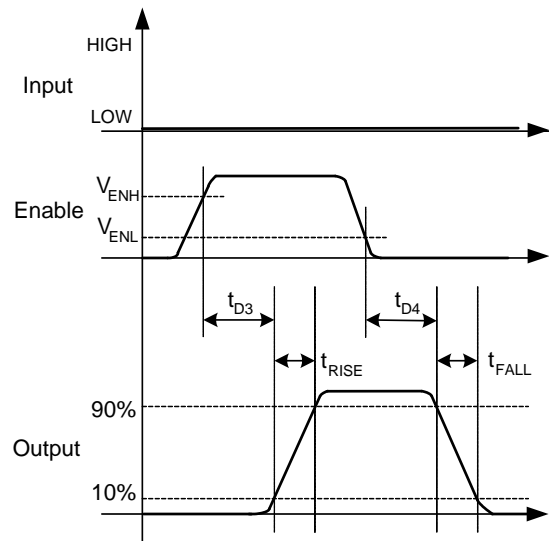 HIGH
Input
LOW
V_ENH
Enable
V_ENL
t_D3
t_D4
t_RISE
t_FALL
90%
Output
10%